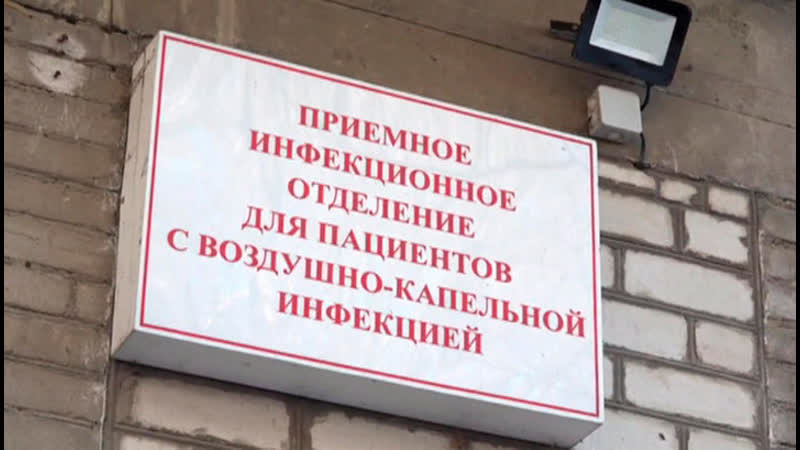 ПРИЕМНОЕ
ИНФЕКЦИОННОЕ
ОТДЕЛЕНИЕ
ДЛЯ ПАЦИЕНТОВ
С ВОЗДУШНО-КАПЕЛЬНОЙ
ИНФЕКЦИЕЙ